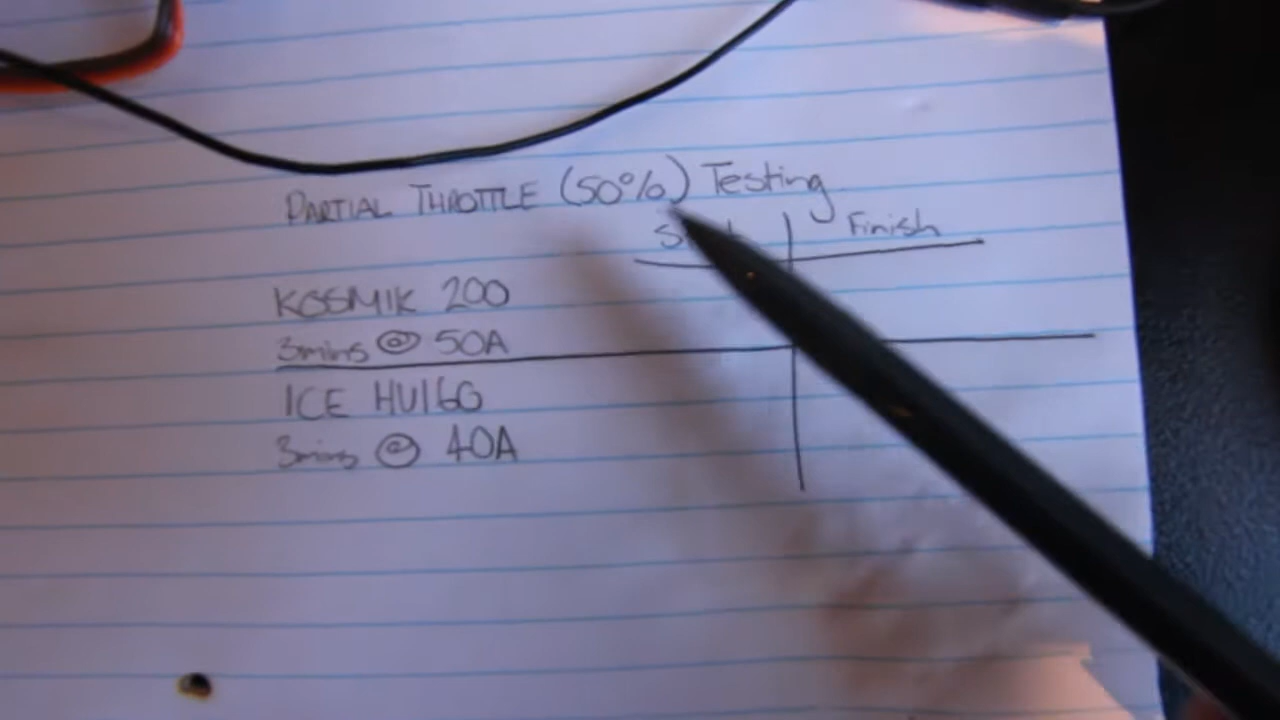 PARTIAL THROTTLE (50%) Testing
Finish
KOSMIK 200
3mins @ 50A
ICE HV160
3mins @ 40A